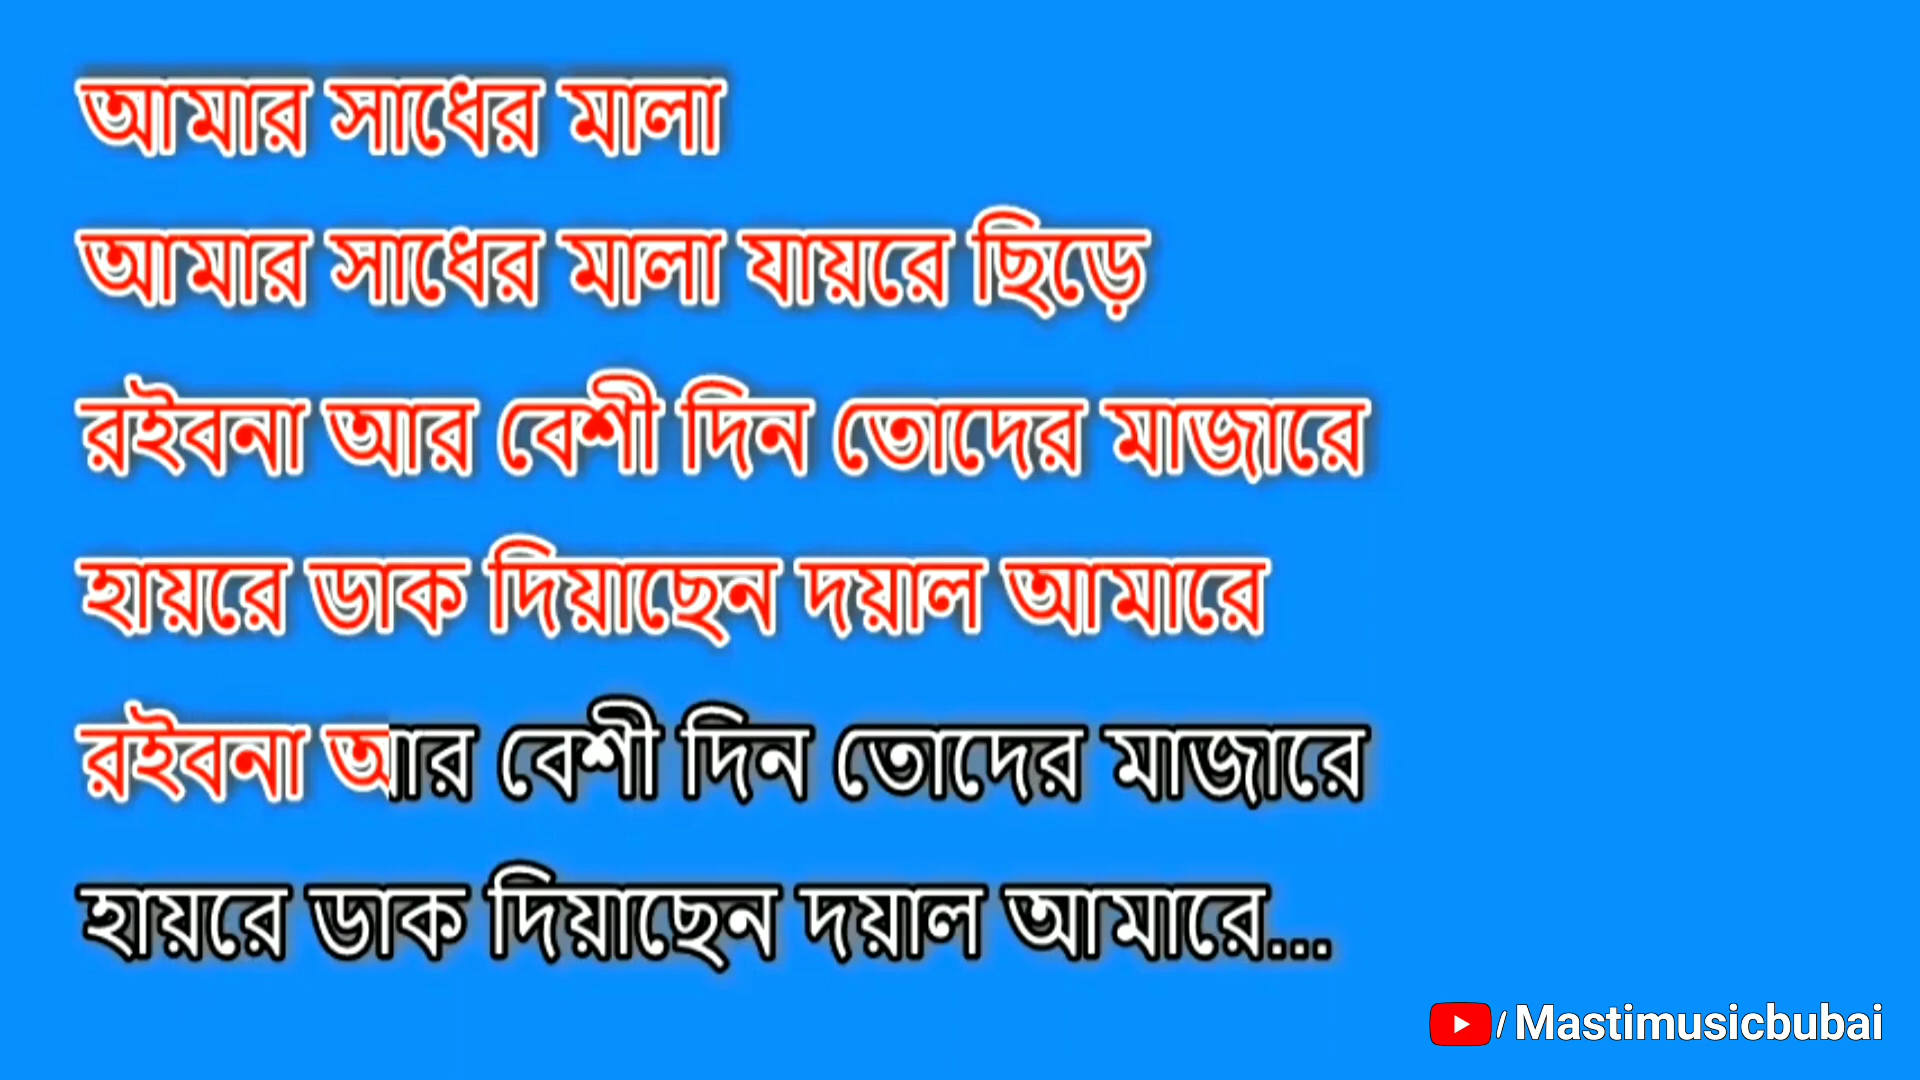 আমার সাধের মালা
আমার সাধের মালা যায়রে ছিড়ে
রইবনা আর বেশী দিন তোদের মাজারে
হায়রে ডাক দিয়াছেন দয়াল আমারে
রইবনা আর বেশী দিন তোদের মাজারে
হায়রে ডাক দিয়াছেন দয়াল আমারে...
/ Mastimusicbubai